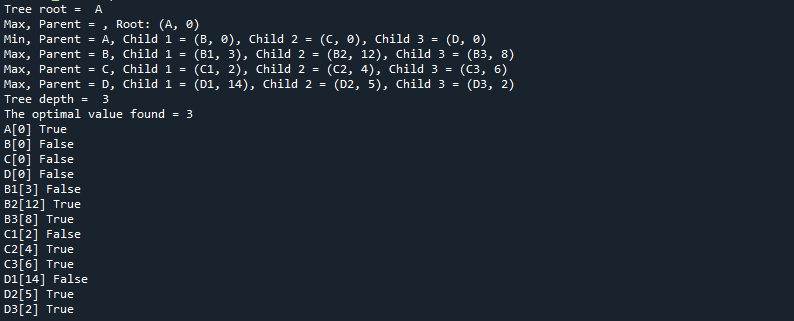 Tree root =  A
Max, Parent = , Root: (A, 0)
Min, Parent = A, Child 1 = (B, 0), Child 2 = (C, 0), Child 3 = (D, 0)
Max, Parent = B, Child 1 = (B1, 3), Child 2 = (B2, 12), Child 3 = (B3, 8)
Max, Parent = C, Child 1 = (C1, 2), Child 2 = (C2, 4), Child 3 = (C3, 6)
Max, Parent = D, Child 1 = (D1, 14), Child 2 = (D2, 5), Child 3 = (D3, 2)
Tree depth =  3
The optimal value found = 3
A[0] True
B[0] False
C[0] False
D[0] False
B1[3] False
B2[12] True
B3[8] True
C1[2] False
C2[4] True
C3[6] True
D1[14] False
D2[5] True
D3[2] True